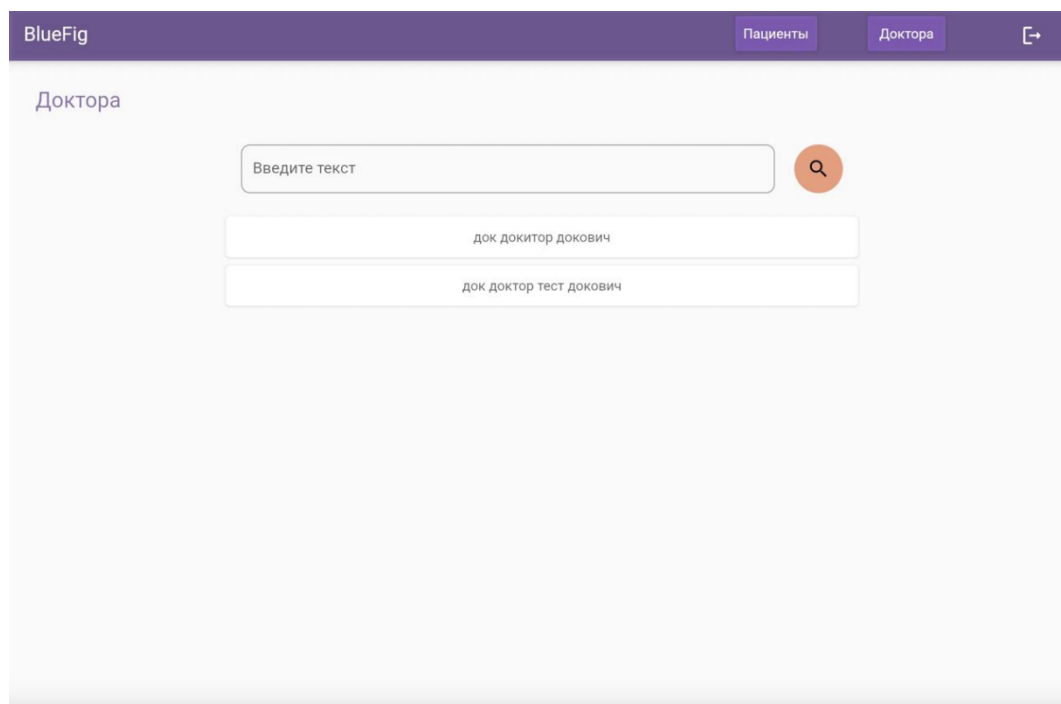 BlueFig
Пациенты
Доктора
Доктора
Введите текст
док докитор докович
док доктор тест докович